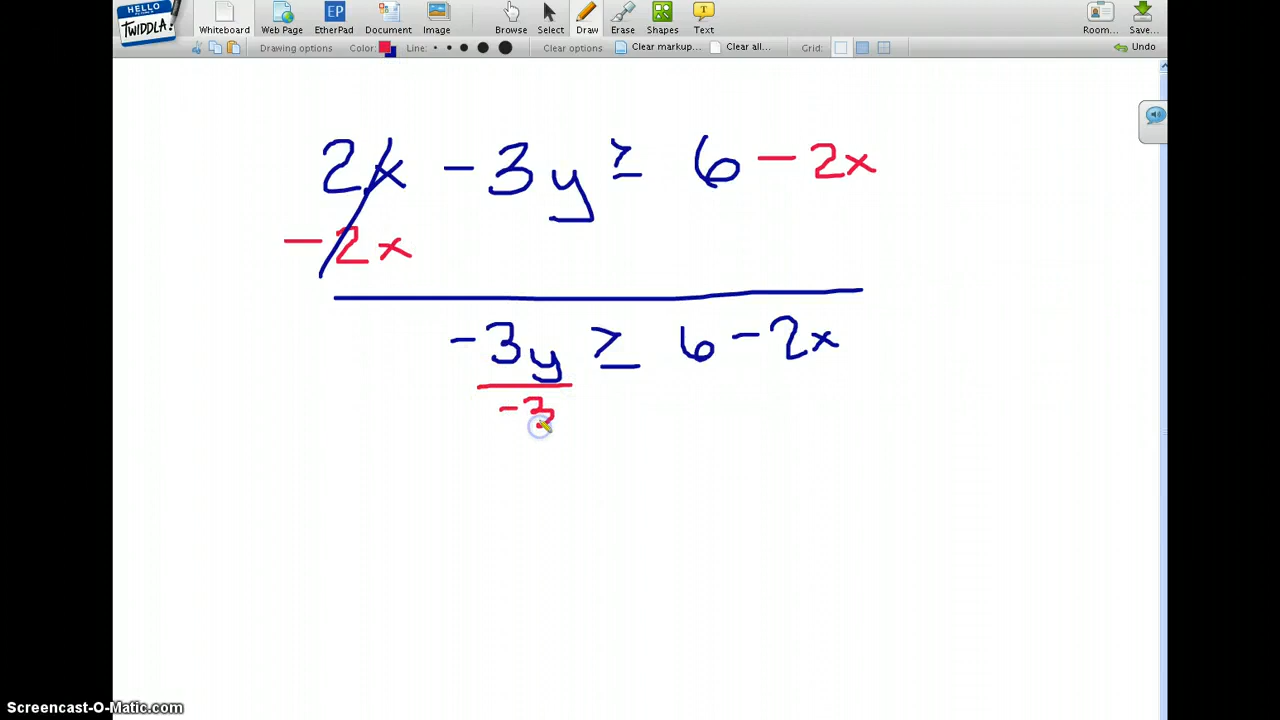 HELLO
TWIDDLA!
Whiteboard Web Page EtherPad Document Image Browse Select Draw Erase Shapes Text Room... Save...
EP
T
Drawing options Color: Line: Clear options Clear markup... Clear all... Grid: Undo
2x - 3y ≥ 6 - 2x
- 2x
-3y ≥ 6 - 2x
-3
Screencast-O-Matic.com